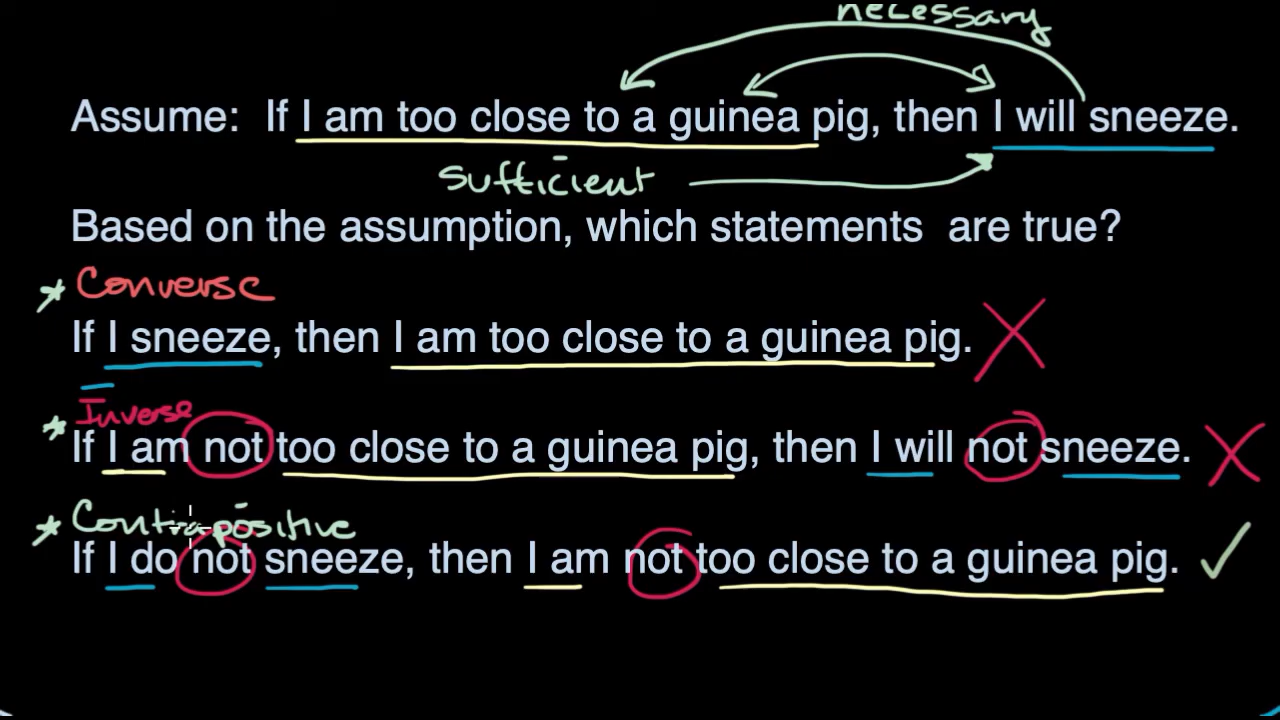 necessary
Assume: If I am too close to a guinea pig, then I will sneeze.
Sufficient
Based on the assumption, which statements are true?
Converse
If I sneeze, then I am too close to a guinea pig.
Inverse
If I am not too close to a guinea pig, then I will not sneeze.
Contrapositive
If I do not sneeze, then I am not too close to a guinea pig.